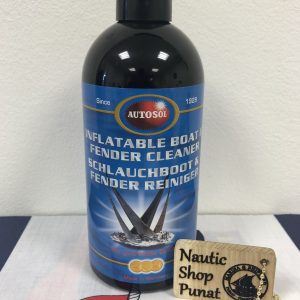 Since
1929
AUTOSOL
INFLATABLE BOAT &
FENDER CLEANER
SCHLAUCHBOOT &
FENDER REINIGER
Nautic
Shop
Punat